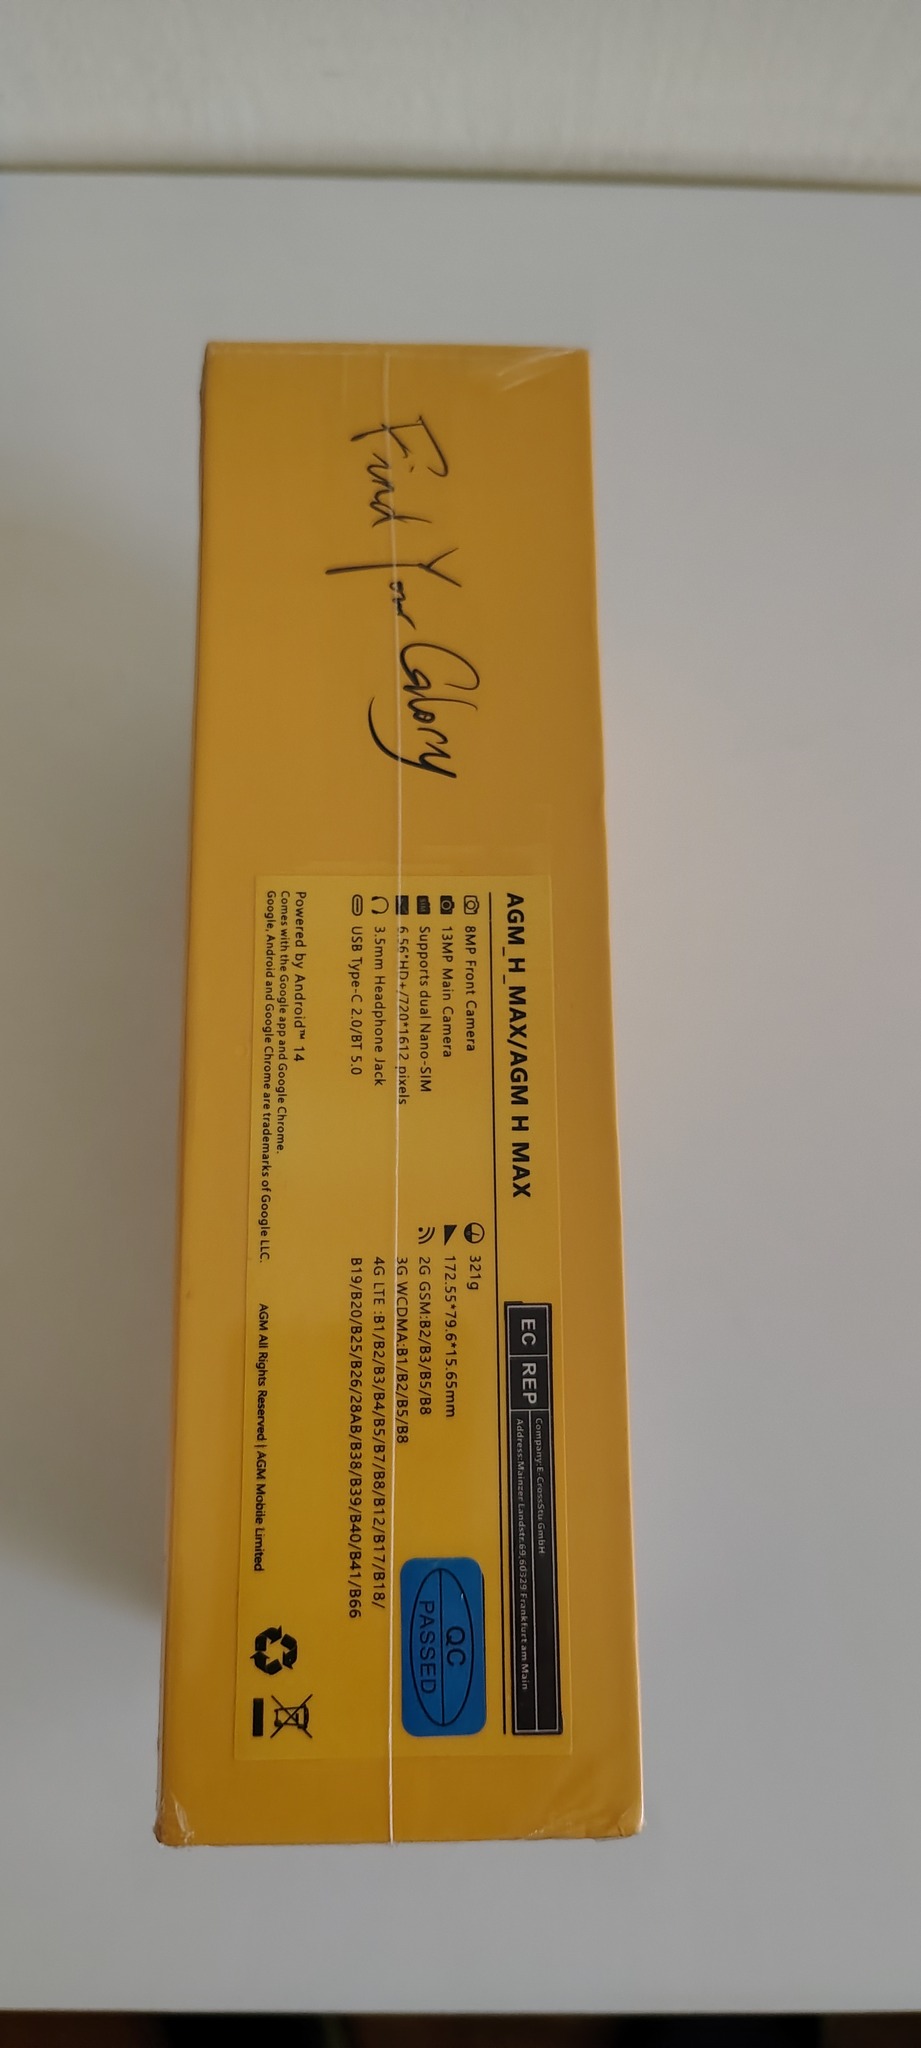 Find Your Glory
AGM_H_MAX/AGM H MAX
8MP Front Camera
13MP Main Camera
Supports dual Nano-SIM
6.56"HD+/720*1612 pixels
3.5mm Headphone Jack
USB Type-C 2.0/BT 5.0
Powered by Android™ 14
Comes with the Google app and Google Chrome.
Google, Android and Google Chrome are trademarks of Google LLC.
321g
172.55*79.6*15.65mm
2G GSM:B2/B3/B5/B8
3G WCDMA:B1/B2/B5/B8
4G LTE :B1/B2/B3/B4/B5/B7/B8/B12/B17/B18/
B19/B20/B25/B26/28AB/B38/B39/B40/B41/B66
AGM All Rights Reserved | AGM Mobile Limited
EC REP
Company:E-CrossStu GmbH
Address:Mainzer Landstr.69,60329 Frankfurt am Main
QC
PASSED
SIM